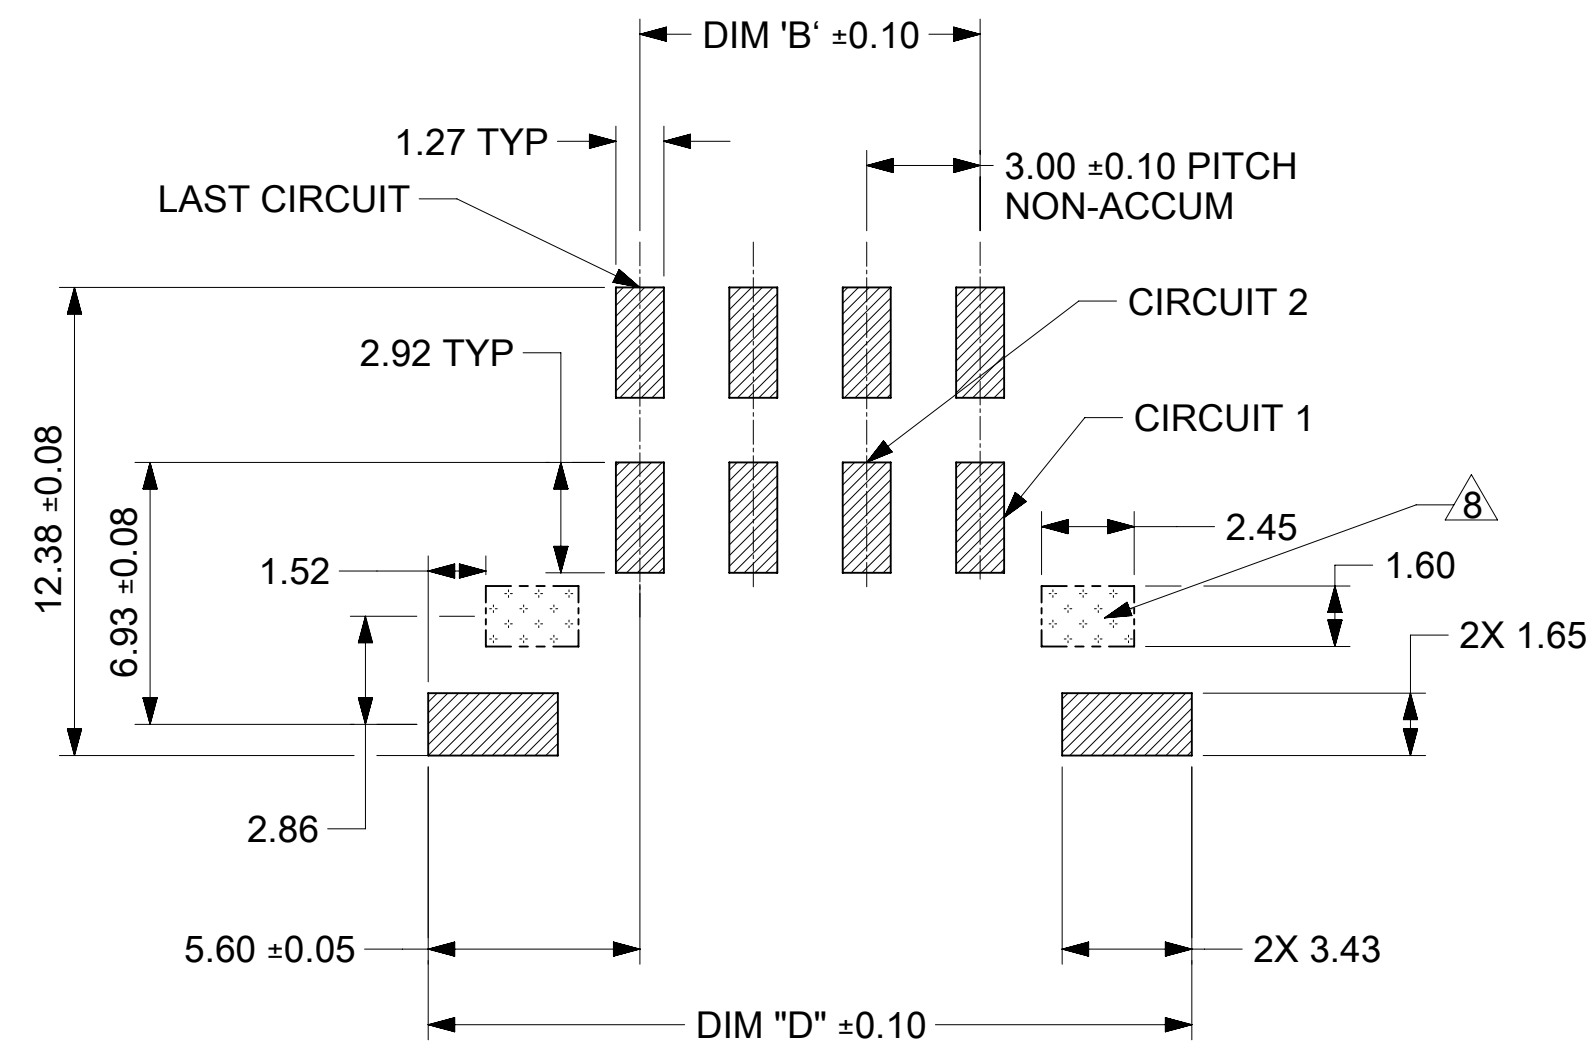 DIM 'B‘ ±0.10
1.27 TYP
3.00 ±0.10 PITCH
NON-ACCUM
LAST CIRCUIT
CIRCUIT 2
2.92 TYP
CIRCUIT 1
12.38 ±0.08
6.93 ±0.08
8
2.45
1.52
1.60
2X 1.65
2.86
5.60 ±0.05
2X 3.43
DIM "D" ±0.10